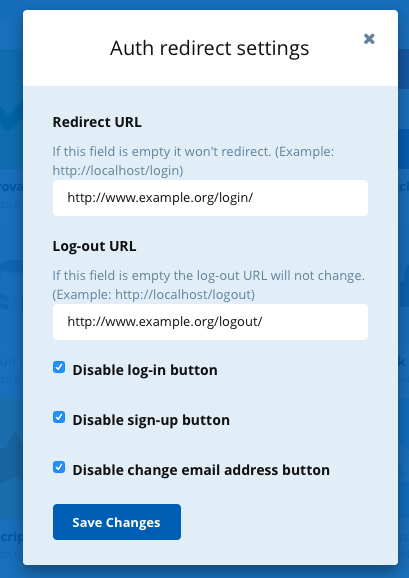 Auth redirect settings
Redirect URL
If this field is empty it won't redirect. (Example:
http://localhost/login)
http://www.example.org/login/
Log-out URL
If this field is empty the log-out URL will not change.
(Example: http://localhost/logout)
http://www.example.org/logout/
Disable log-in button
Disable sign-up button
Disable change email address button
Save Changes